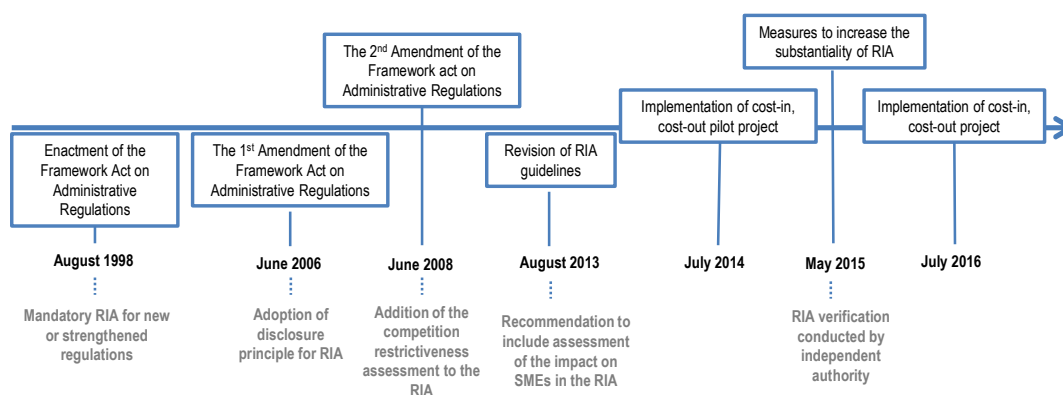 Measures to increase the
substantiality of RIA
The 2nd Amendment of the
Framework act on
Administrative Regulations
Implementation of cost-in,
cost-out pilot project
Implementation of cost-in,
cost-out project
Enactment of the
Framework Act on
Administrative
Regulations
The 1st Amendment of the
Framework Act on
Administrative Regulations
Revision of RIA
guidelines
August 1998
June 2006
June 2008
August 2013
July 2014
May 2015
July 2016
Mandatory RIA for new
or strengthened
regulations
Adoption of
disclosure
principle for RIA
Addition of the
competition
restrictiveness
assessment to the
RIA
Recommendation to
include assessment
of the impact on
SMEs in the RIA
RIA verification
conducted by
independent
authority